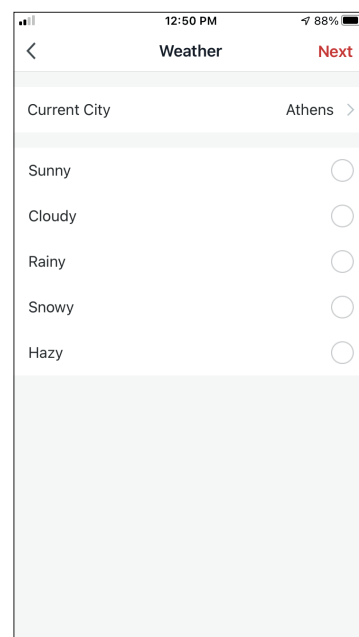 12:50 PM 88%
Weather Next
Current City Athens
Sunny
Cloudy
Rainy
Snowy
Hazy